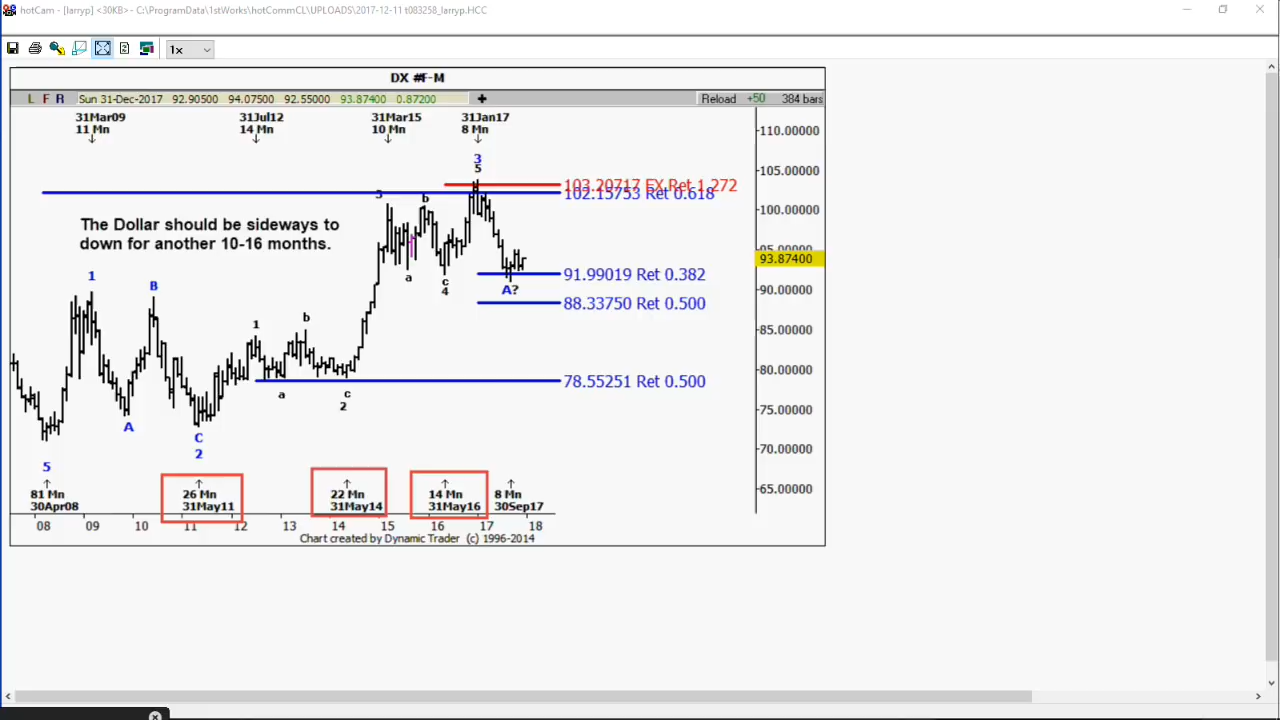 hotCam - [larryp] <30KB> - C:\ProgramData\1stWorks\hotCommCL\UPLOADS\2017-12-11 t083258_larryp.HCC
1x
DX #F-M
L F R Sun 31-Dec-2017 92.90500 94.07500 92.55000 93.87400 0.87200 Reload +50 384 bars
31Mar09 31Jul12 31Mar15 31Jan17
11 Mn 14 Mn 10 Mn 8 Mn
110.00000
3
5
105.00000
103.20717 EX Ret 1.272
102.15753 Ret 0.618
3 b
100.00000
The Dollar should be sideways to
down for another 10-16 months.
95.00000
93.87400
1 a c 91.99019 Ret 0.382
B 4 A? 90.00000
88.33750 Ret 0.500
1 b 85.00000
80.00000
78.55251 Ret 0.500
a c
2 75.00000
A
C 70.00000
2
5 65.00000
81 Mn 26 Mn 22 Mn 14 Mn 8 Mn
30Apr08 31May11 31May14 31May16 30Sep17
08 09 10 11 12 13 14 15 16 17 18
Chart created by Dynamic Trader (c) 1996-2014